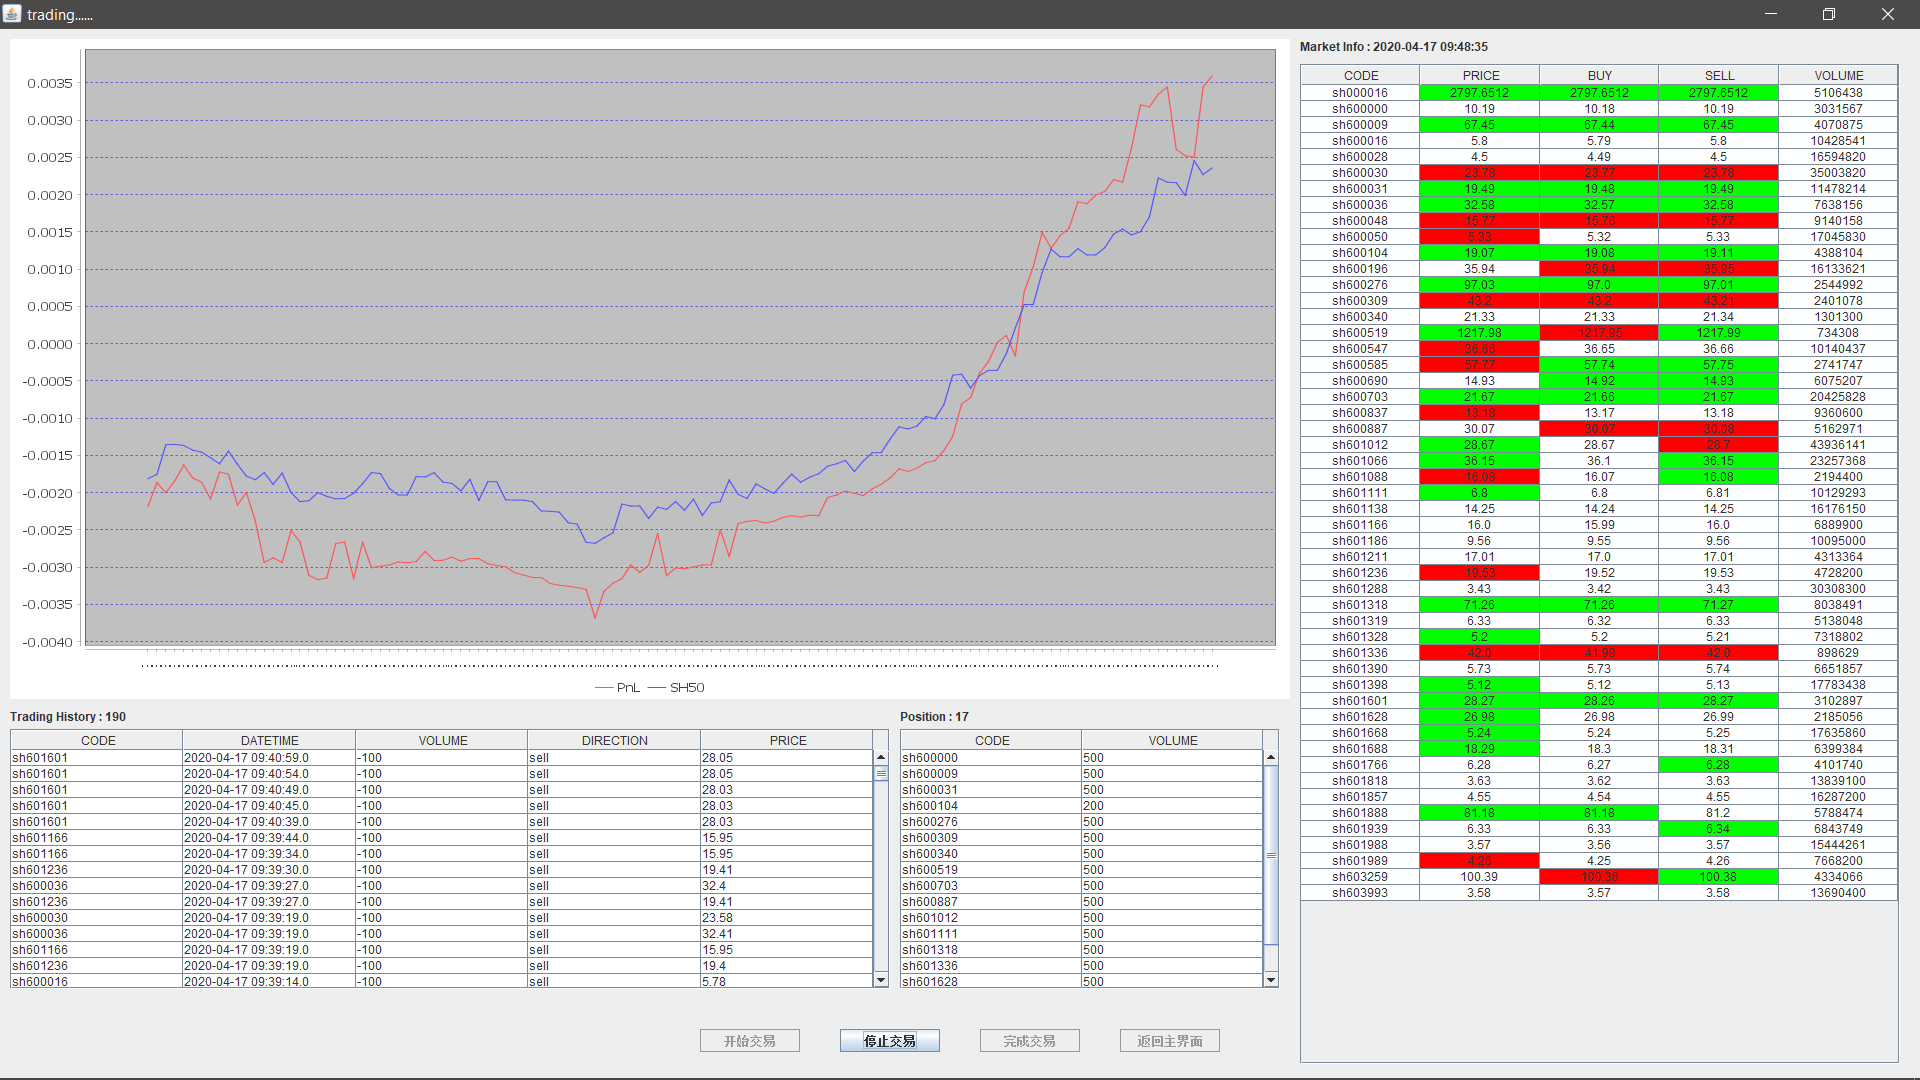 trading......
0.0035
0.0030
0.0025
0.0020
0.0015
0.0010
0.0005
0.0000
-0.0005
-0.0010
-0.0015
-0.0020
-0.0025
-0.0030
-0.0035
-0.0040
PnL SH50
Trading History : 190
CODE DATETIME VOLUME DIRECTION PRICE
sh601601 2020-04-17 09:40:59.0 -100 sell 28.05
sh601601 2020-04-17 09:40:54.0 -100 sell 28.05
sh601601 2020-04-17 09:40:49.0 -100 sell 28.03
sh601601 2020-04-17 09:40:45.0 -100 sell 28.03
sh601601 2020-04-17 09:40:39.0 -100 sell 28.03
sh601166 2020-04-17 09:39:44.0 -100 sell 15.95
sh601166 2020-04-17 09:39:34.0 -100 sell 15.95
sh601236 2020-04-17 09:39:30.0 -100 sell 19.41
sh600036 2020-04-17 09:39:27.0 -100 sell 32.4
sh601236 2020-04-17 09:39:27.0 -100 sell 19.41
sh600030 2020-04-17 09:39:19.0 -100 sell 23.58
sh600036 2020-04-17 09:39:19.0 -100 sell 32.41
sh601166 2020-04-17 09:39:19.0 -100 sell 15.95
sh601236 2020-04-17 09:39:19.0 -100 sell 19.4
sh600016 2020-04-17 09:39:14.0 -100 sell 5.78
Position : 17
CODE VOLUME
sh600000 500
sh600009 500
sh600031 500
sh600104 200
sh600276 500
sh600309 500
sh600340 500
sh600519 500
sh600703 500
sh600887 500
sh601012 500
sh601111 500
sh601318 500
sh601336 500
sh601628 500
开始交易 停止交易 完成交易 返回主界面
Market Info : 2020-04-17 09:48:35
CODE PRICE BUY SELL VOLUME
sh000016 2797.6512 2797.6512 2797.6512 5106438
sh600000 10.19 10.18 10.19 3031567
sh600009 67.45 67.44 67.45 4070875
sh600016 5.8 5.79 5.8 10428541
sh600028 4.5 4.49 4.5 16594820
sh600030 23.78 23.77 23.78 35003820
sh600031 19.49 19.48 19.49 11478214
sh600036 32.58 32.57 32.58 7638156
sh600048 15.77 15.76 15.77 9140158
sh600050 5.33 5.32 5.33 17045830
sh600104 19.07 19.08 19.11 4388104
sh600196 35.94 35.94 35.95 16133621
sh600276 97.03 97.0 97.01 2544992
sh600309 43.2 43.2 43.21 2401078
sh600340 21.33 21.33 21.34 1301300
sh600519 1217.98 1217.95 1217.99 734308
sh600547 36.66 36.65 36.66 10140437
sh600585 57.77 57.74 57.75 2741747
sh600690 14.93 14.92 14.93 6075207
sh600703 21.67 21.66 21.67 20425828
sh600837 13.18 13.17 13.18 9360600
sh600887 30.07 30.07 30.08 5162971
sh601012 28.67 28.67 28.7 43936141
sh601066 36.15 36.1 36.15 23257368
sh601088 16.08 16.07 16.08 2194400
sh601111 6.8 6.8 6.81 10129293
sh601138 14.25 14.24 14.25 16176150
sh601166 16.0 15.99 16.0 6889900
sh601186 9.56 9.55 9.56 10095000
sh601211 17.01 17.0 17.01 4313364
sh601236 19.53 19.52 19.53 4728200
sh601288 3.43 3.42 3.43 30308300
sh601318 71.26 71.26 71.27 8038491
sh601319 6.33 6.32 6.33 5138048
sh601328 5.2 5.2 5.21 7318802
sh601336 42.0 41.99 42.0 898629
sh601390 5.73 5.73 5.74 6651857
sh601398 5.12 5.12 5.13 17783438
sh601601 28.27 28.26 28.27 3102897
sh601628 26.98 26.98 26.99 2185056
sh601668 5.24 5.24 5.25 17635860
sh601688 18.29 18.3 18.31 6399384
sh601766 6.28 6.27 6.28 4101740
sh601818 3.63 3.62 3.63 13839100
sh601857 4.55 4.54 4.55 16287200
sh601888 81.18 81.18 81.2 5788474
sh601939 6.33 6.33 6.34 6843749
sh601988 3.57 3.56 3.57 15444261
sh601989 4.26 4.25 4.26 7668200
sh603259 100.39 100.36 100.38 4334066
sh603993 3.58 3.57 3.58 13690400